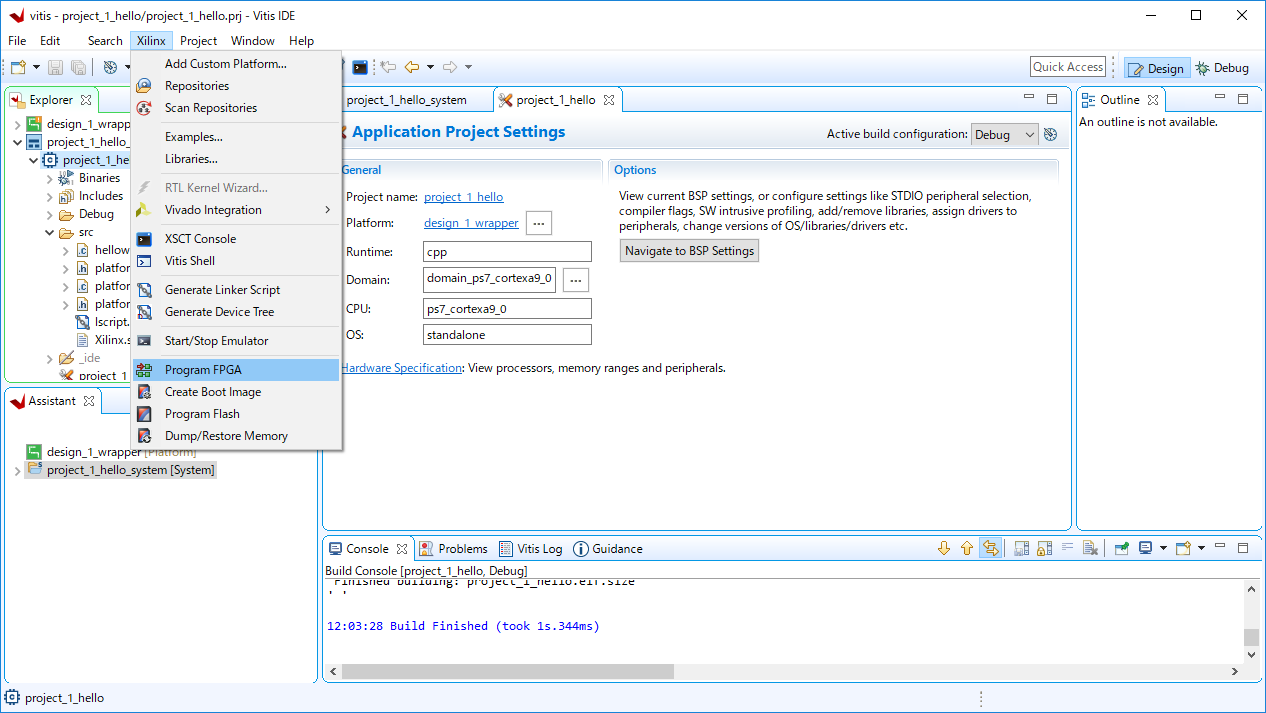 vitis - project_1_hello/project_1_hello.prj - Vitis IDE
File Edit Search Xilinx Project Window Help
Quick Access
Design
Debug
Add Custom Platform...
Repositories
Scan Repositories
Examples...
Libraries...
RTL Kernel Wizard...
Vivado Integration
XSCT Console
Vitis Shell
Generate Linker Script
Generate Device Tree
Start/Stop Emulator
Program FPGA
Create Boot Image
Program Flash
Dump/Restore Memory
Explorer
design_1_wrapp
project_1_hello_
project_1_he
Binaries
Includes
Debug
src
hellow
platfor
platfor
platfor
lscript.
Xilinx.s
_ide
project_1
Assistant
design_1_wrapper [Platform]
project_1_hello_system [System]
project_1_hello_system
project_1_hello
Application Project Settings
Active build configuration: Debug
General
Project name: project_1_hello
Platform: design_1_wrapper ...
Runtime: cpp
Domain: domain_ps7_cortexa9_0 ...
CPU: ps7_cortexa9_0
OS: standalone
Hardware Specification: View processors, memory ranges and peripherals.
Options
View current BSP settings, or configure settings like STDIO peripheral selection,
compiler flags, SW intrusive profiling, add/remove libraries, assign drivers to
peripherals, change versions of OS/libraries/drivers etc.
Navigate to BSP Settings
Outline
An outline is not available.
Console Problems Vitis Log Guidance
Build Console [project_1_hello, Debug]
'Finished building: project_1_hello.elf.size
' '
12:03:28 Build Finished (took 1s.344ms)
project_1_hello